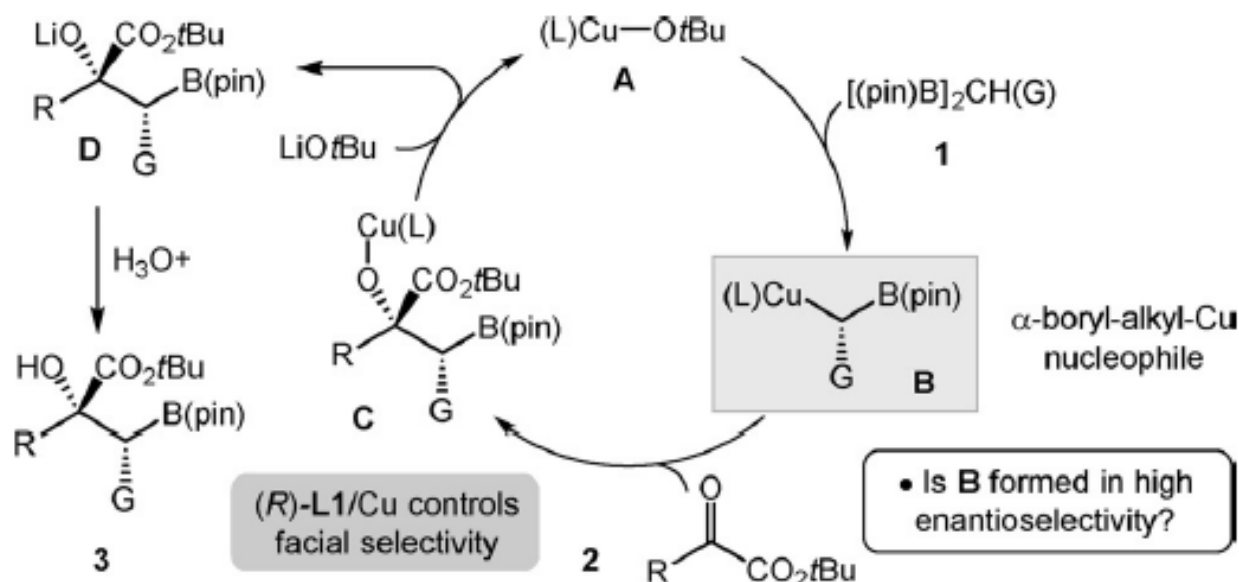 LiO
CO2tBu
R
B(pin)
D
G
(L)Cu—OtBu
A
[(pin)B]2CH(G)
1
LiOtBu
Cu(L)
O
CO2tBu
R
B(pin)
C
G
H3O+
(L)Cu
B(pin)
G
B
α-boryl-alkyl-Cu
nucleophile
HO
CO2tBu
R
B(pin)
G
3
(R)-L1/Cu controls
facial selectivity
2
O
R
CO2tBu
• Is B formed in high
enantioselectivity?